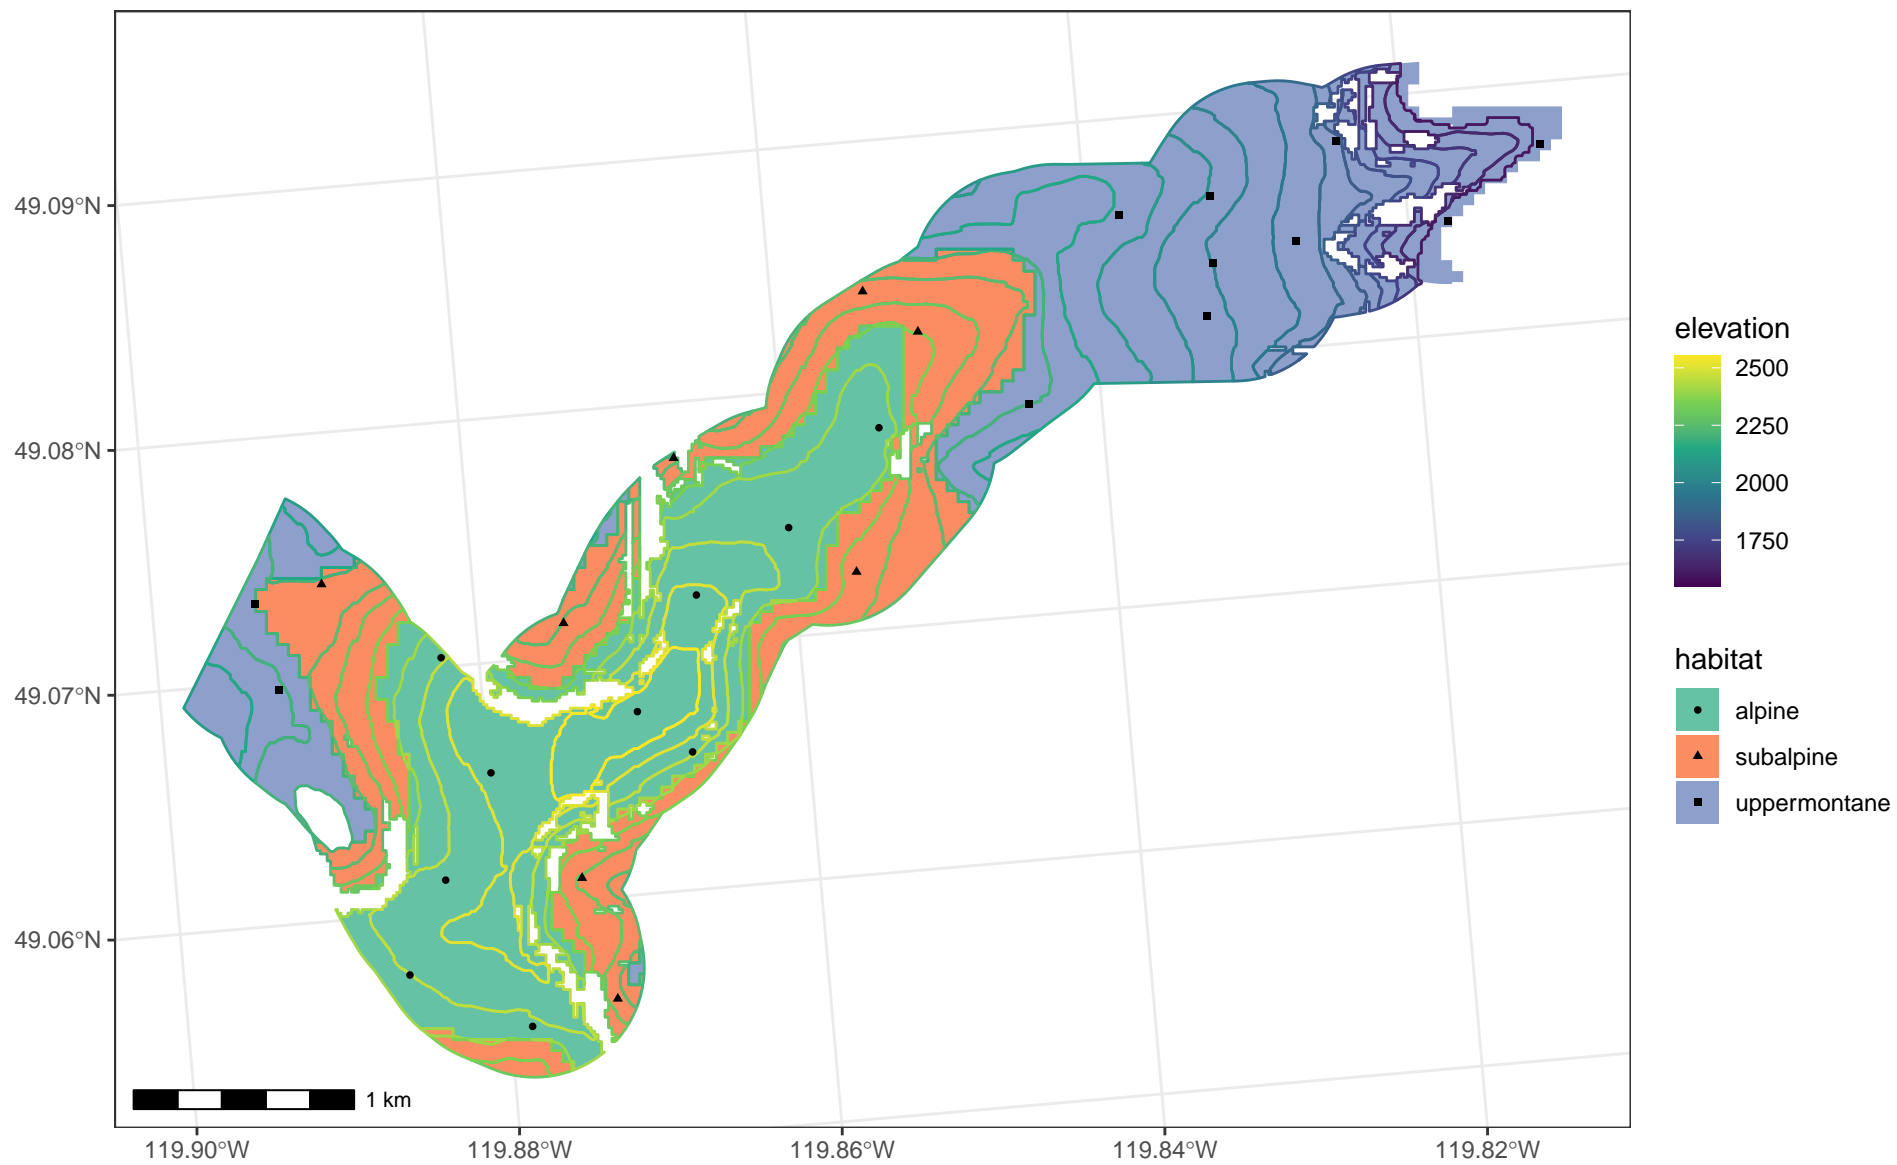 49.09°N
49.08°N
49.07°N
49.06°N
119.90°W
119.88°W
119.86°W
119.84°W
119.82°W
1 km
elevation
2500
2250
2000
1750
habitat
alpine
subalpine
uppermontane